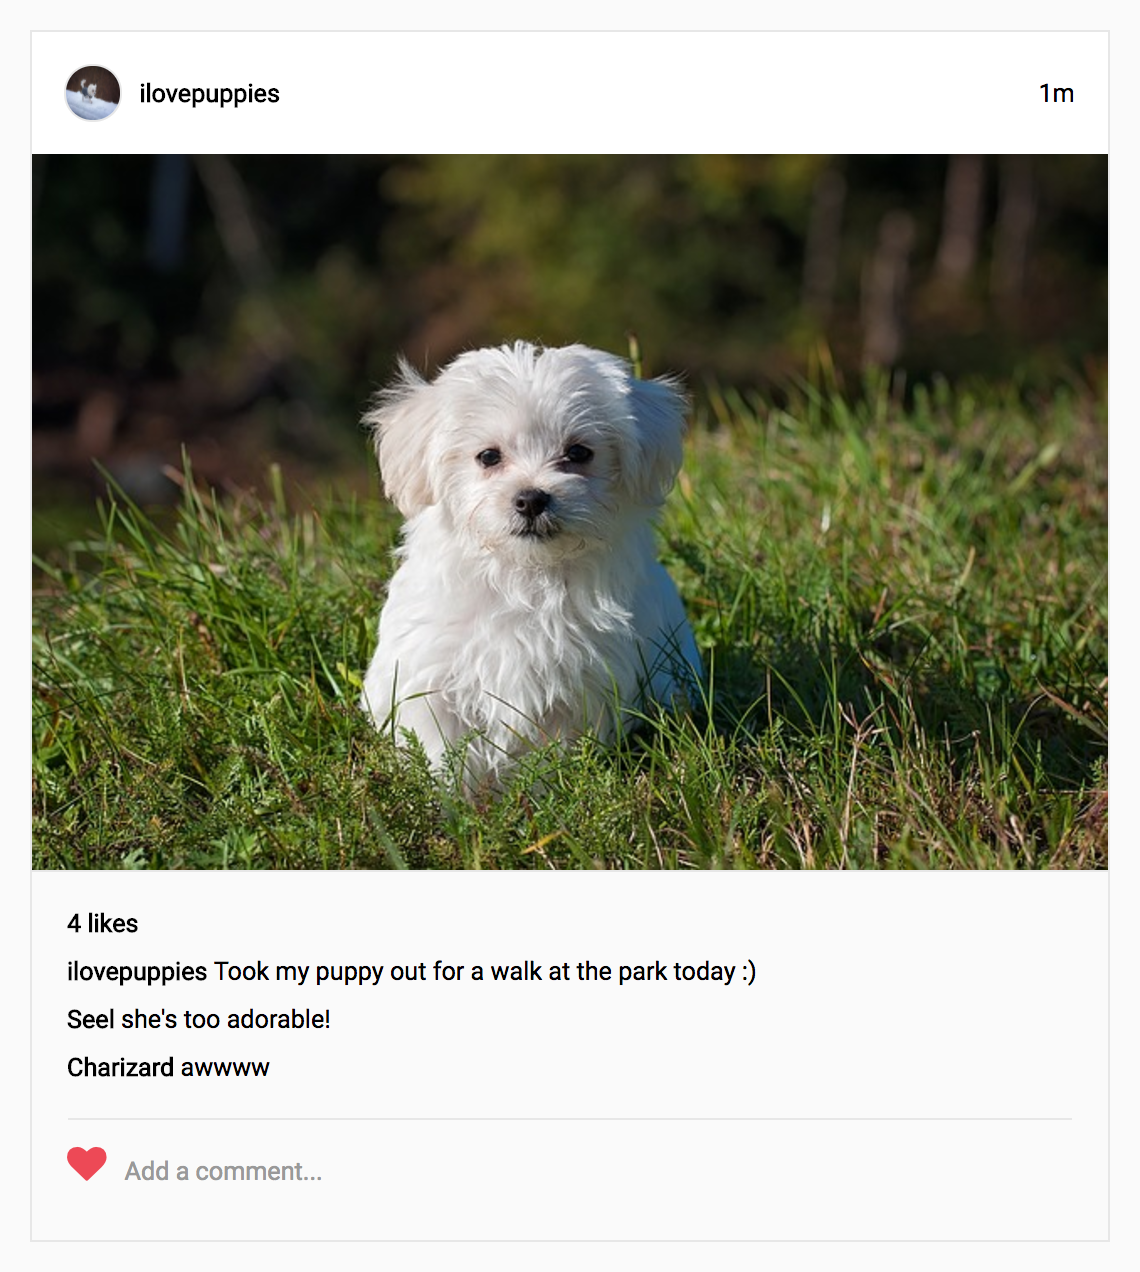 ilovepuppies 1m
4 likes
ilovepuppies Took my puppy out for a walk at the park today :)
Seel she's too adorable!
Charizard awwww
Add a comment...